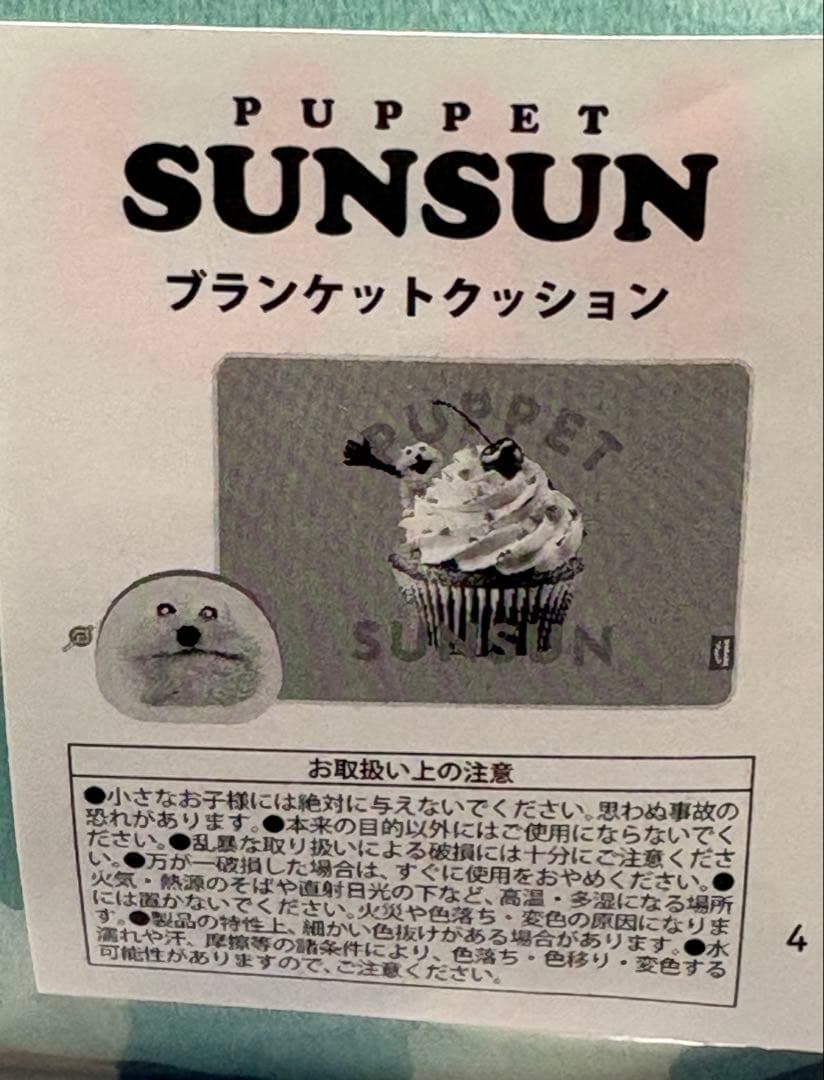 PUPPET
SUNSUN
ブランケットクッション
PUPPET
SUNSUN
お取扱い上の注意
●小さなお子様には絶対に与えないでください。思わぬ事故の
恐れがあります。●本来の目的以外にはご使用にならないでく
ださい。●乱暴な取り扱いによる破損には十分にご注意くださ
い。●万が一破損した場合は、すぐに使用をおやめください。●
火気・熱源のそばや直射日光の下など、高温・多湿になる場所
には置かないでください。火災や色落ち・変色の原因になりま
す。●製品の特性上、細かい色抜けがある場合があります。●水
濡れや汗、摩擦等の諸条件により、色落ち・色移り・変色する
可能性がありますので、ご注意ください。
4